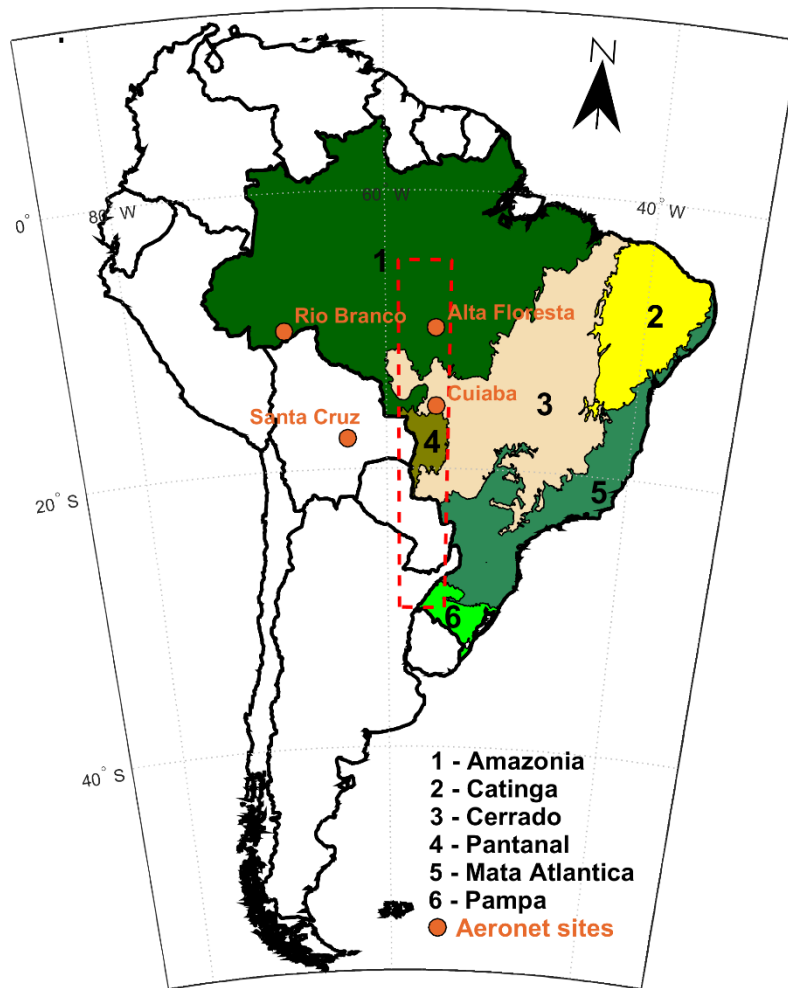 N
0° 80° W 60° W 40° W
1
2
Rio Branco
Alta Floresta
Cuiaba
3
Santa Cruz
4
20° S
5
6
40° S
1 - Amazonia
2 - Catinga
3 - Cerrado
4 - Pantanal
5 - Mata Atlantica
6 - Pampa
Aeronet sites